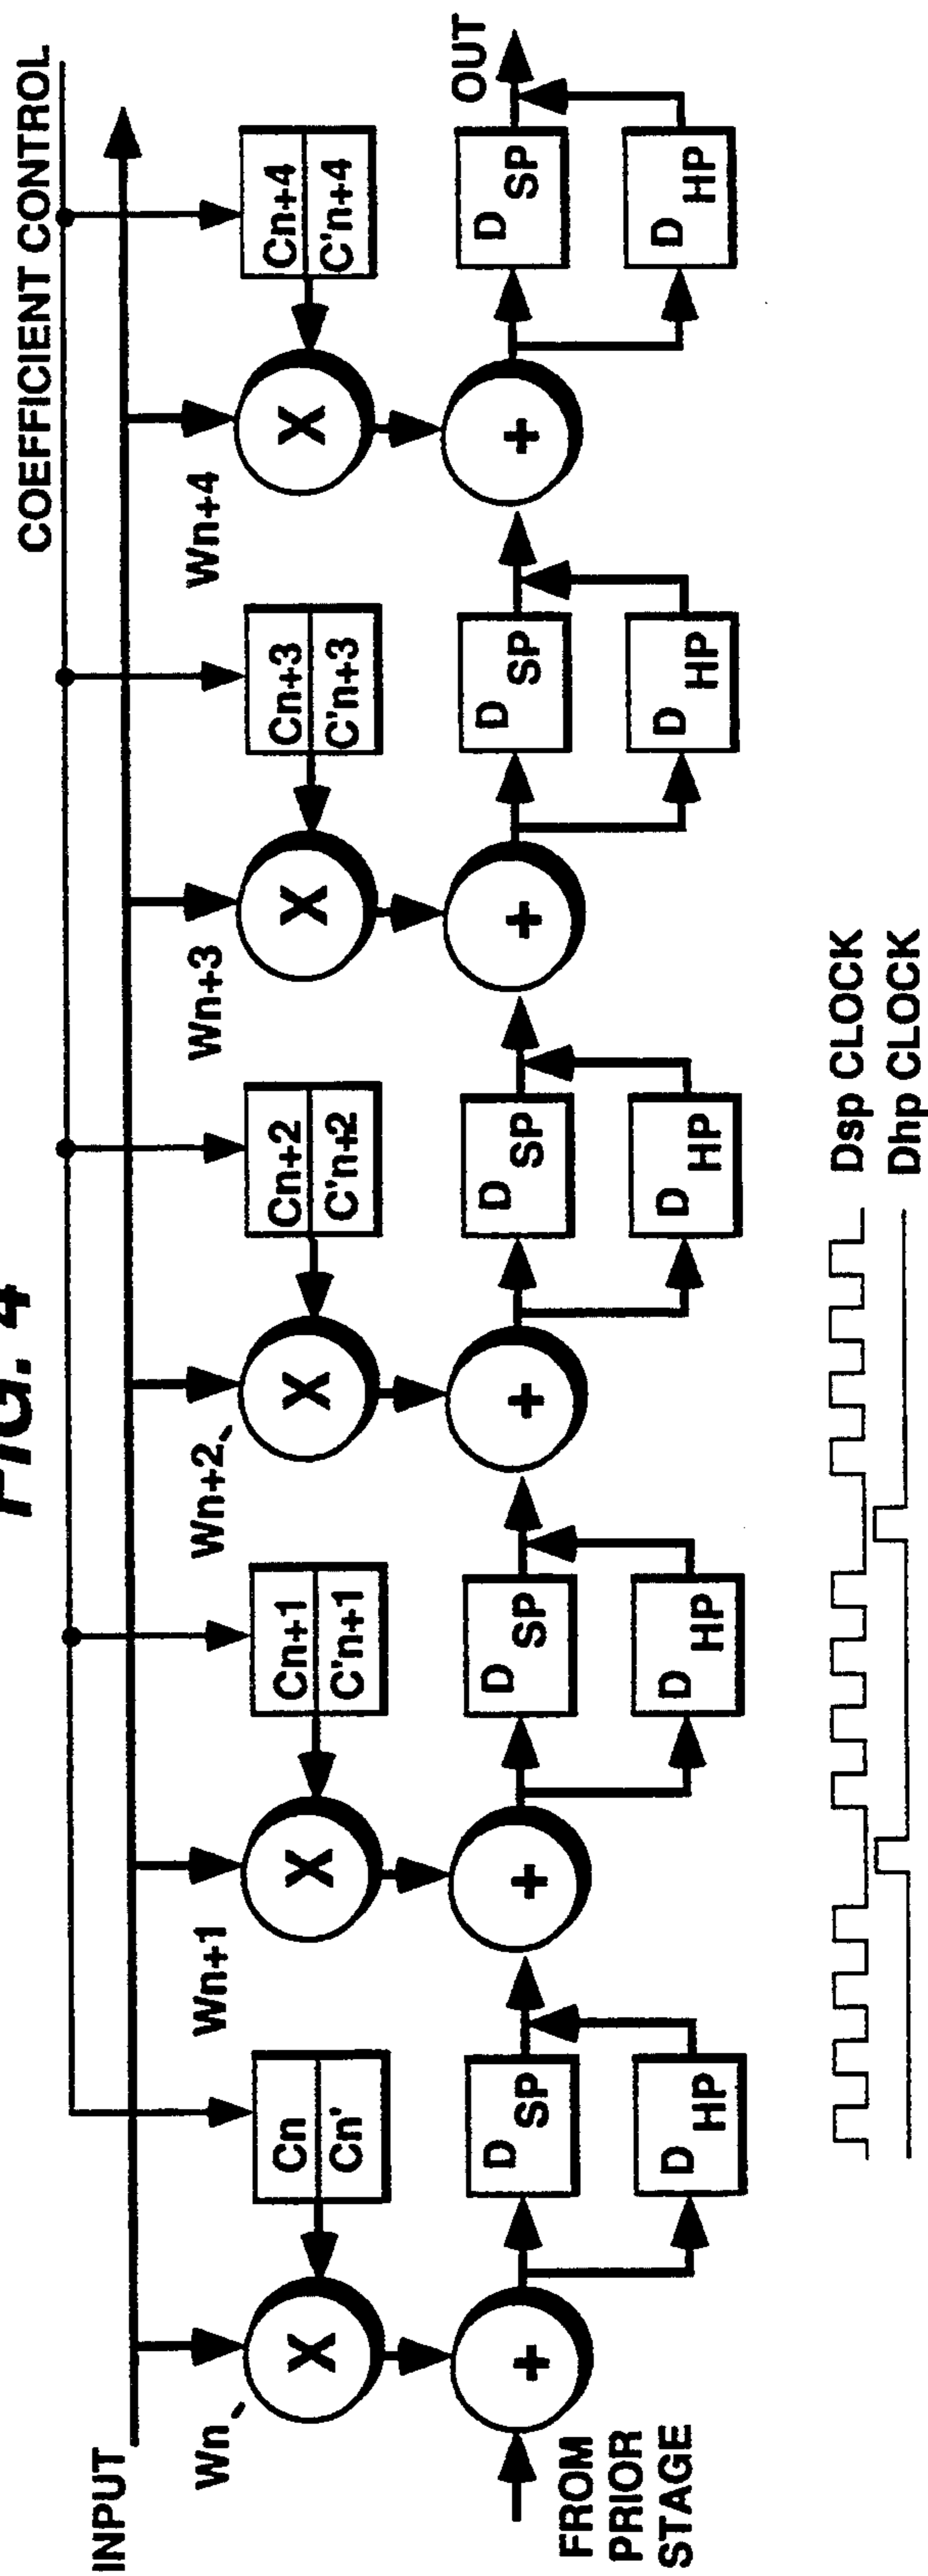 FIG. 4
COEFFICIENT CONTROL
INPUT
Wn
Wn+1
Wn+2
Wn+3
Wn+4
X
X
X
X
X
Cn
Cn'
Cn+1
C'n+1
Cn+2
C'n+2
Cn+3
C'n+3
Cn+4
C'n+4
FROM
PRIOR
STAGE
+
+
+
+
+
D SP
D SP
D SP
D SP
D SP
OUT
D HP
D HP
D HP
D HP
D HP
Dsp CLOCK
Dhp CLOCK